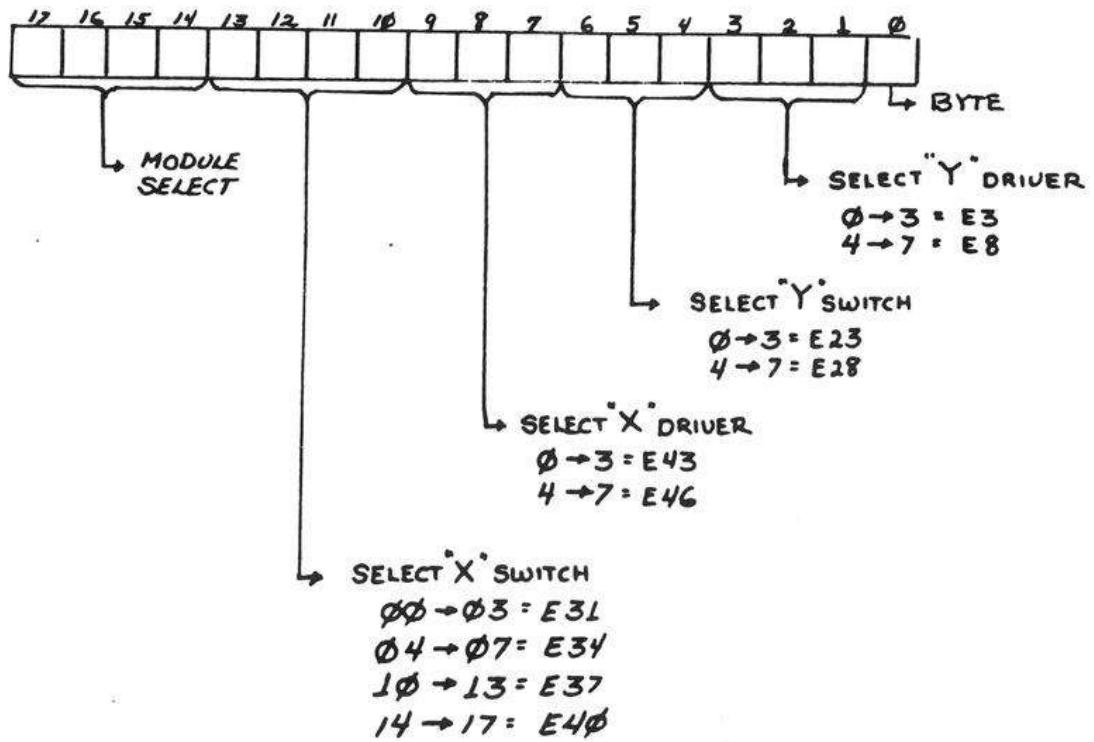 17 16 15 14 13 12 11 1Ø 9 8 7 6 5 4 3 2 1 Ø
BYTE
MODULE
SELECT
SELECT "Y" DRIVER
Ø → 3 = E3
4 → 7 = E8
SELECT "Y" SWITCH
Ø → 3 = E23
4 → 7 = E28
SELECT "X" DRIVER
Ø → 3 = E43
4 → 7 = E46
SELECT "X" SWITCH
ØØ → Ø3 = E31
Ø4 → Ø7 = E34
1Ø → 13 = E37
14 → 17 = E4Ø